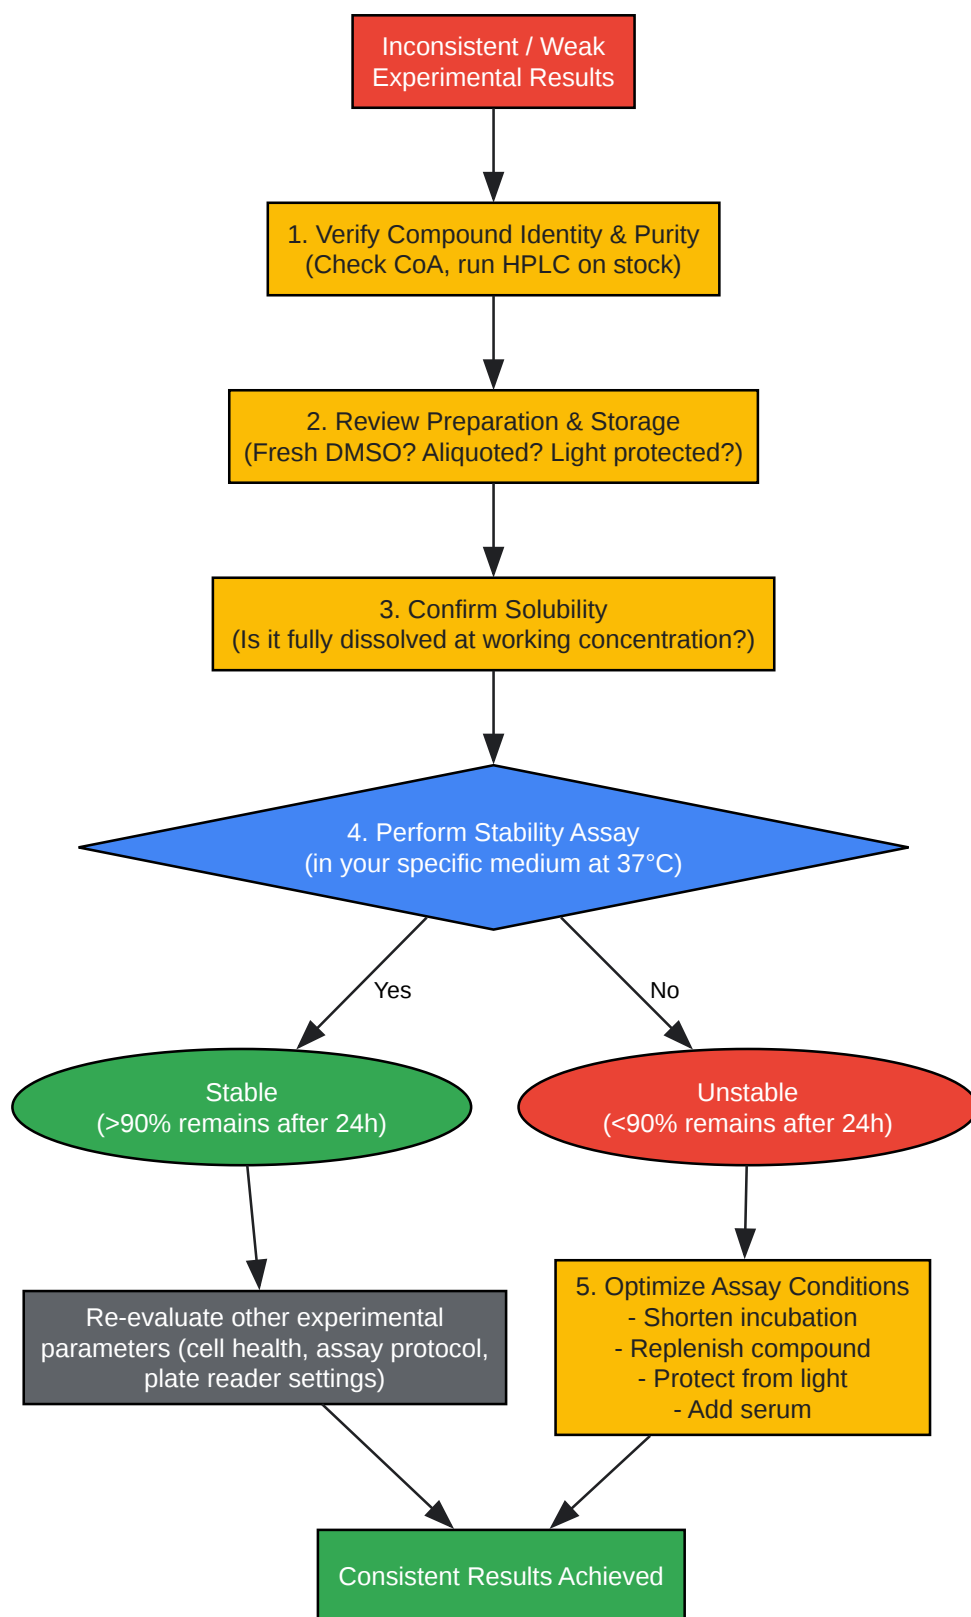 Inconsistent / Weak
Experimental Results
1. Verify Compound Identity & Purity
(Check CoA, run HPLC on stock)
2. Review Preparation & Storage
(Fresh DMSO? Aliquoted? Light protected?)
3. Confirm Solubility
(Is it fully dissolved at working concentration?)
4. Perform Stability Assay
(in your specific medium at 37°C)
Yes
No
Stable
(>90% remains after 24h)
Unstable
(<90% remains after 24h)
Re-evaluate other experimental
parameters (cell health, assay protocol,
plate reader settings)
5. Optimize Assay Conditions
- Shorten incubation
- Replenish compound
- Protect from light
- Add serum
Consistent Results Achieved